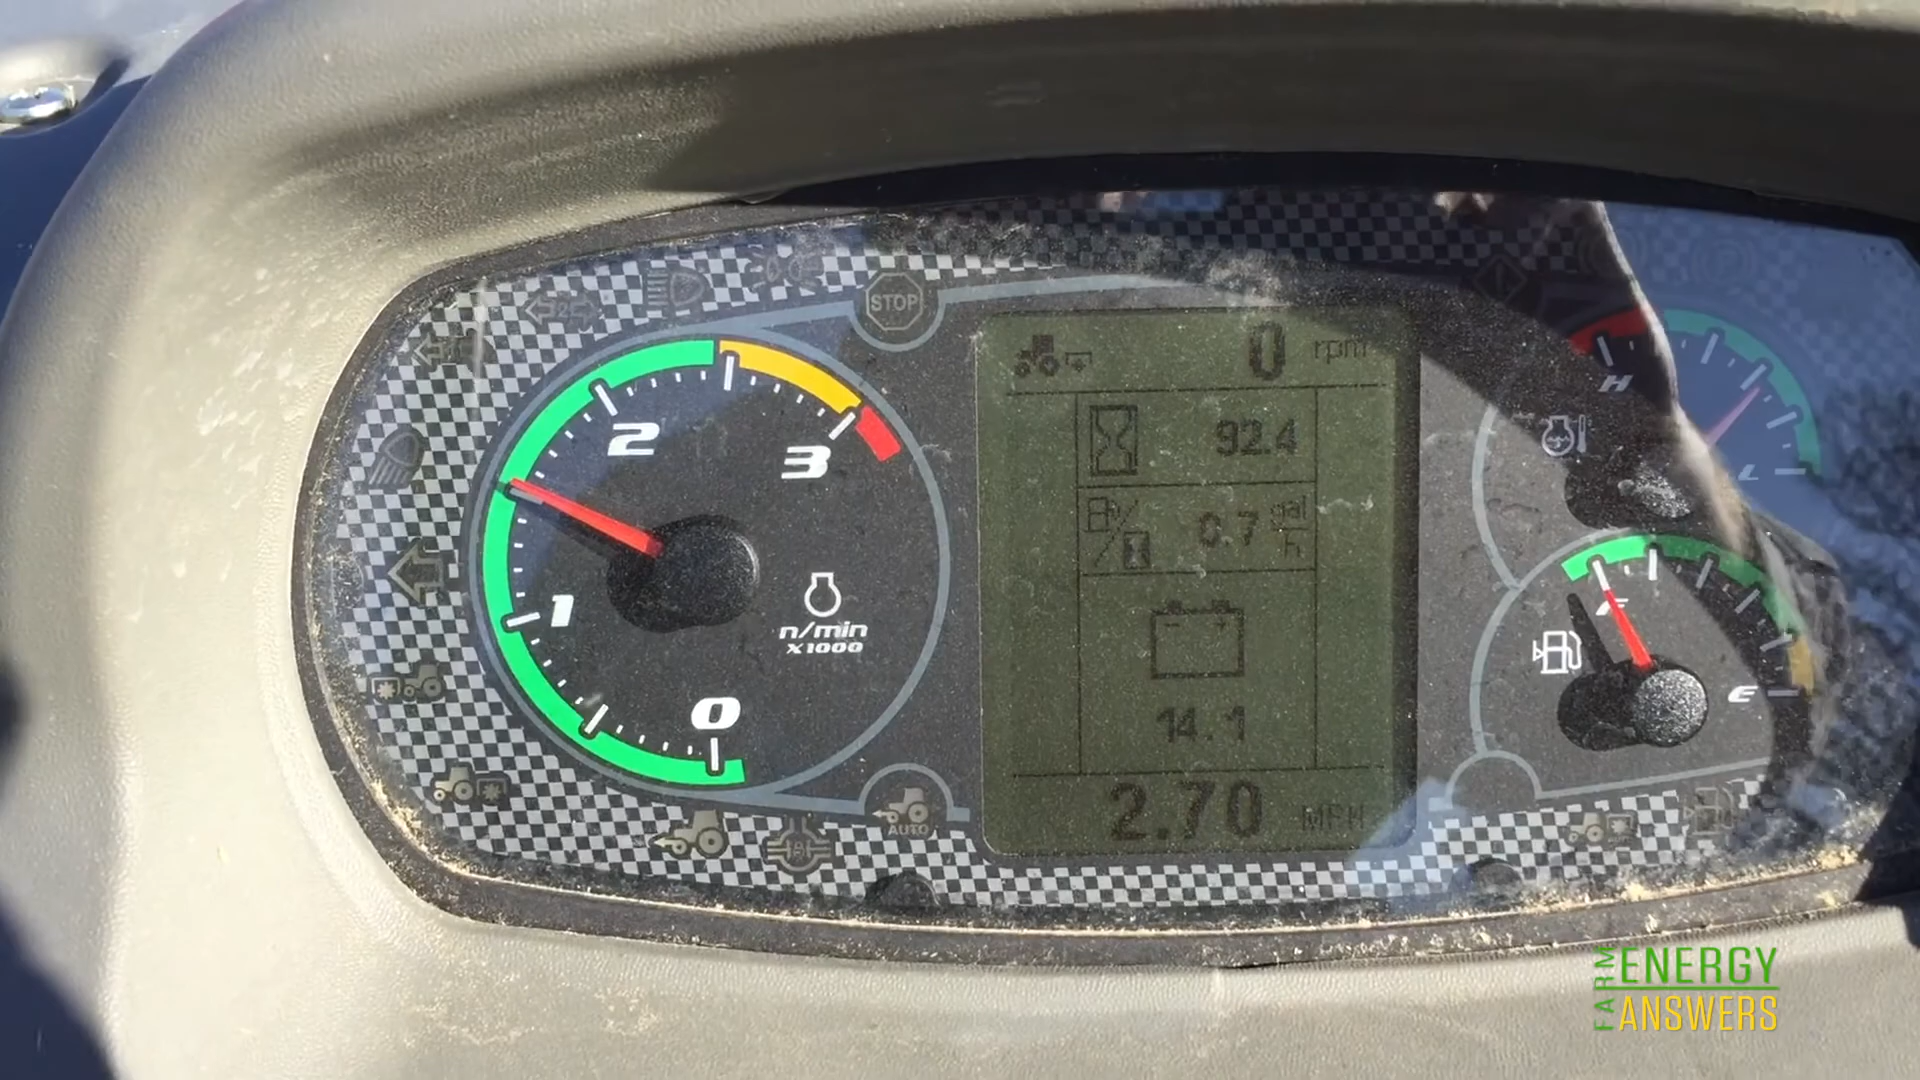 STOP
0 rpm
92.4
0.7 gal
h
14.1
2.70 MPH
0
1
2
3
n/min
X1000
AUTO
H
L
F
E
FARM
ENERGY
ANSWERS